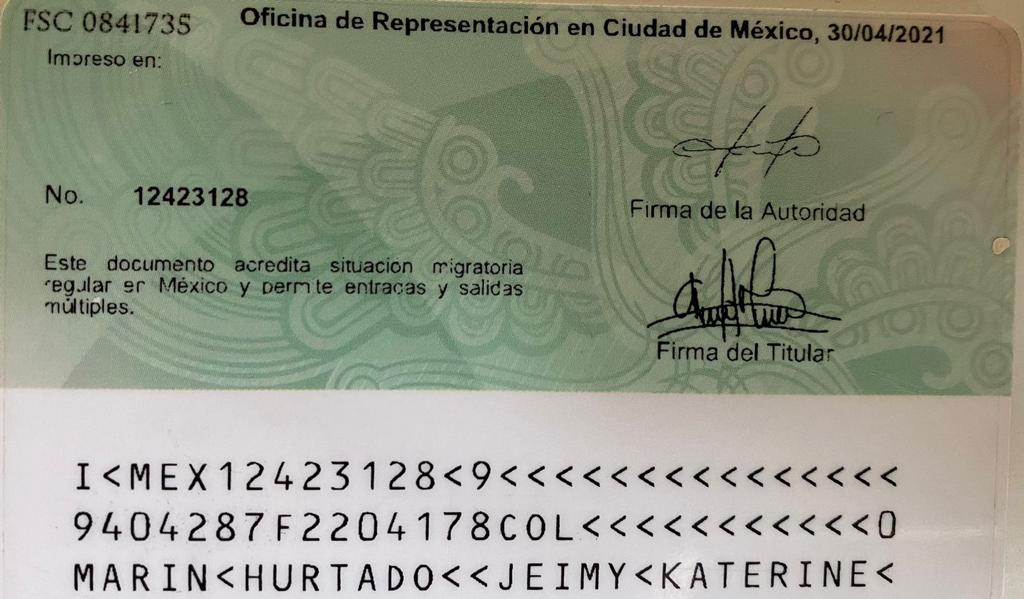 FSC 0841735
Oficina de Representación en Ciudad de México, 30/04/2021
Impreso en:
No. 12423128
Firma de la Autoridad
Este documento acredita situación migratoria
regular en México y permite entradas y salidas
múltiples.
Firma del Titular
I<MEX12423128<9<<<<<<<<<<<<<<<
9404287F2204178COL<<<<<<<<<<<0
MARIN<HURTADO<<JEIMY<KATERINE<